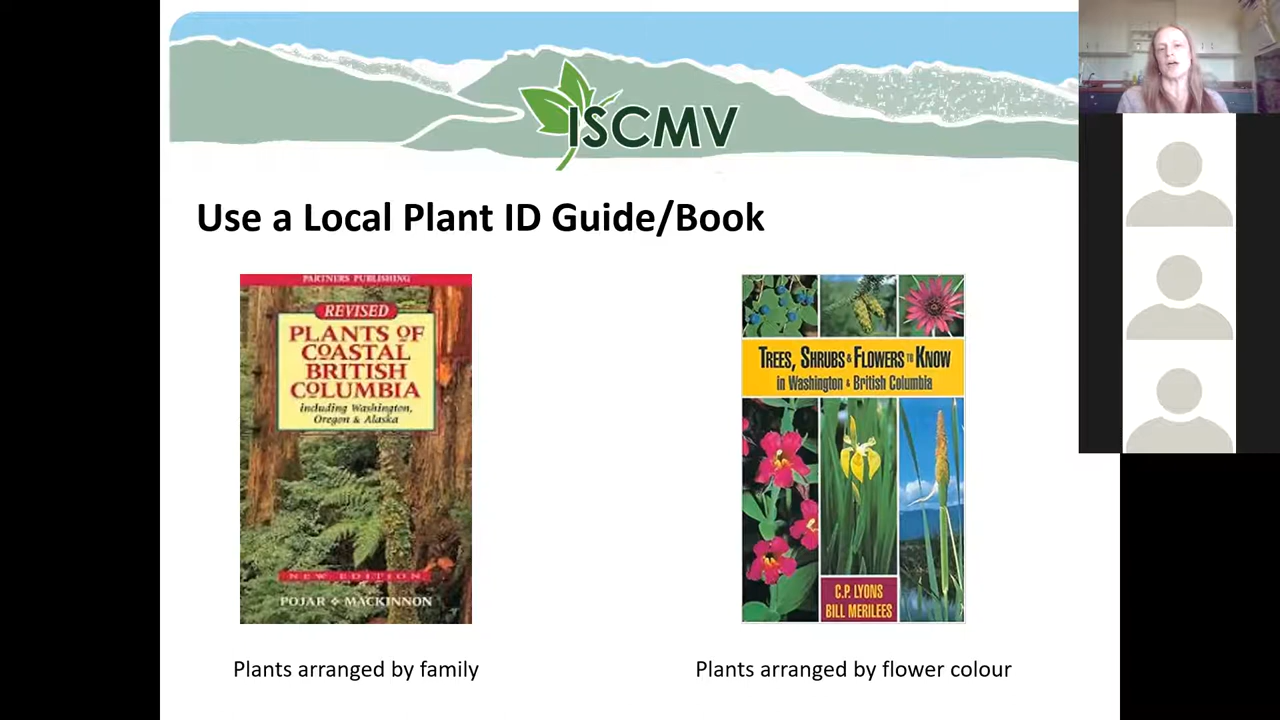 ISCMV
Use a Local Plant ID Guide/Book
PARTNERS PUBLISHING
REVISED
PLANTS OF
COASTAL
BRITISH
COLUMBIA
including Washington,
Oregon & Alaska
NEW EDITION
POJAR ❖ MACKINNON
TREES, SHRUBS & FLOWERS TO KNOW
in Washington & British Columbia
C.P. LYONS
BILL MERILEES
Plants arranged by family
Plants arranged by flower colour